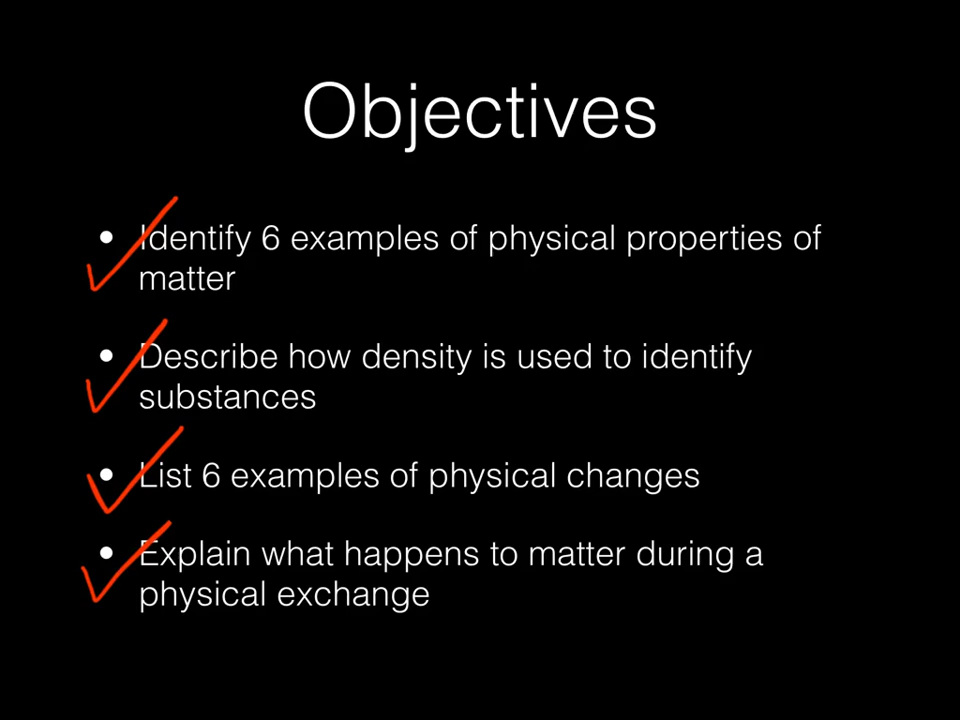 Objectives
• Identify 6 examples of physical properties of
matter
• Describe how density is used to identify
substances
• List 6 examples of physical changes
• Explain what happens to matter during a
physical exchange